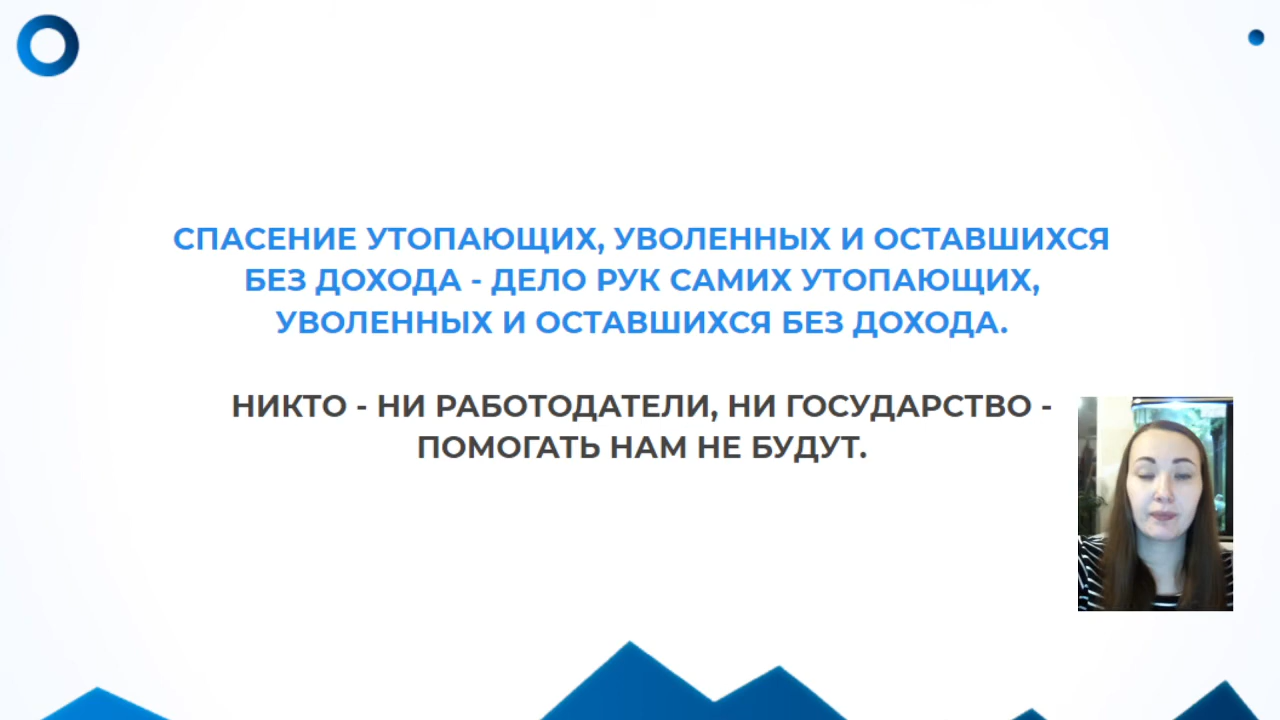 СПАСЕНИЕ УТОПАЮЩИХ, УВОЛЕННЫХ И ОСТАВШИХСЯ
БЕЗ ДОХОДА - ДЕЛО РУК САМИХ УТОПАЮЩИХ,
УВОЛЕННЫХ И ОСТАВШИХСЯ БЕЗ ДОХОДА.
НИКТО - НИ РАБОТОДАТЕЛИ, НИ ГОСУДАРСТВО -
ПОМОГАТЬ НАМ НЕ БУДУТ.